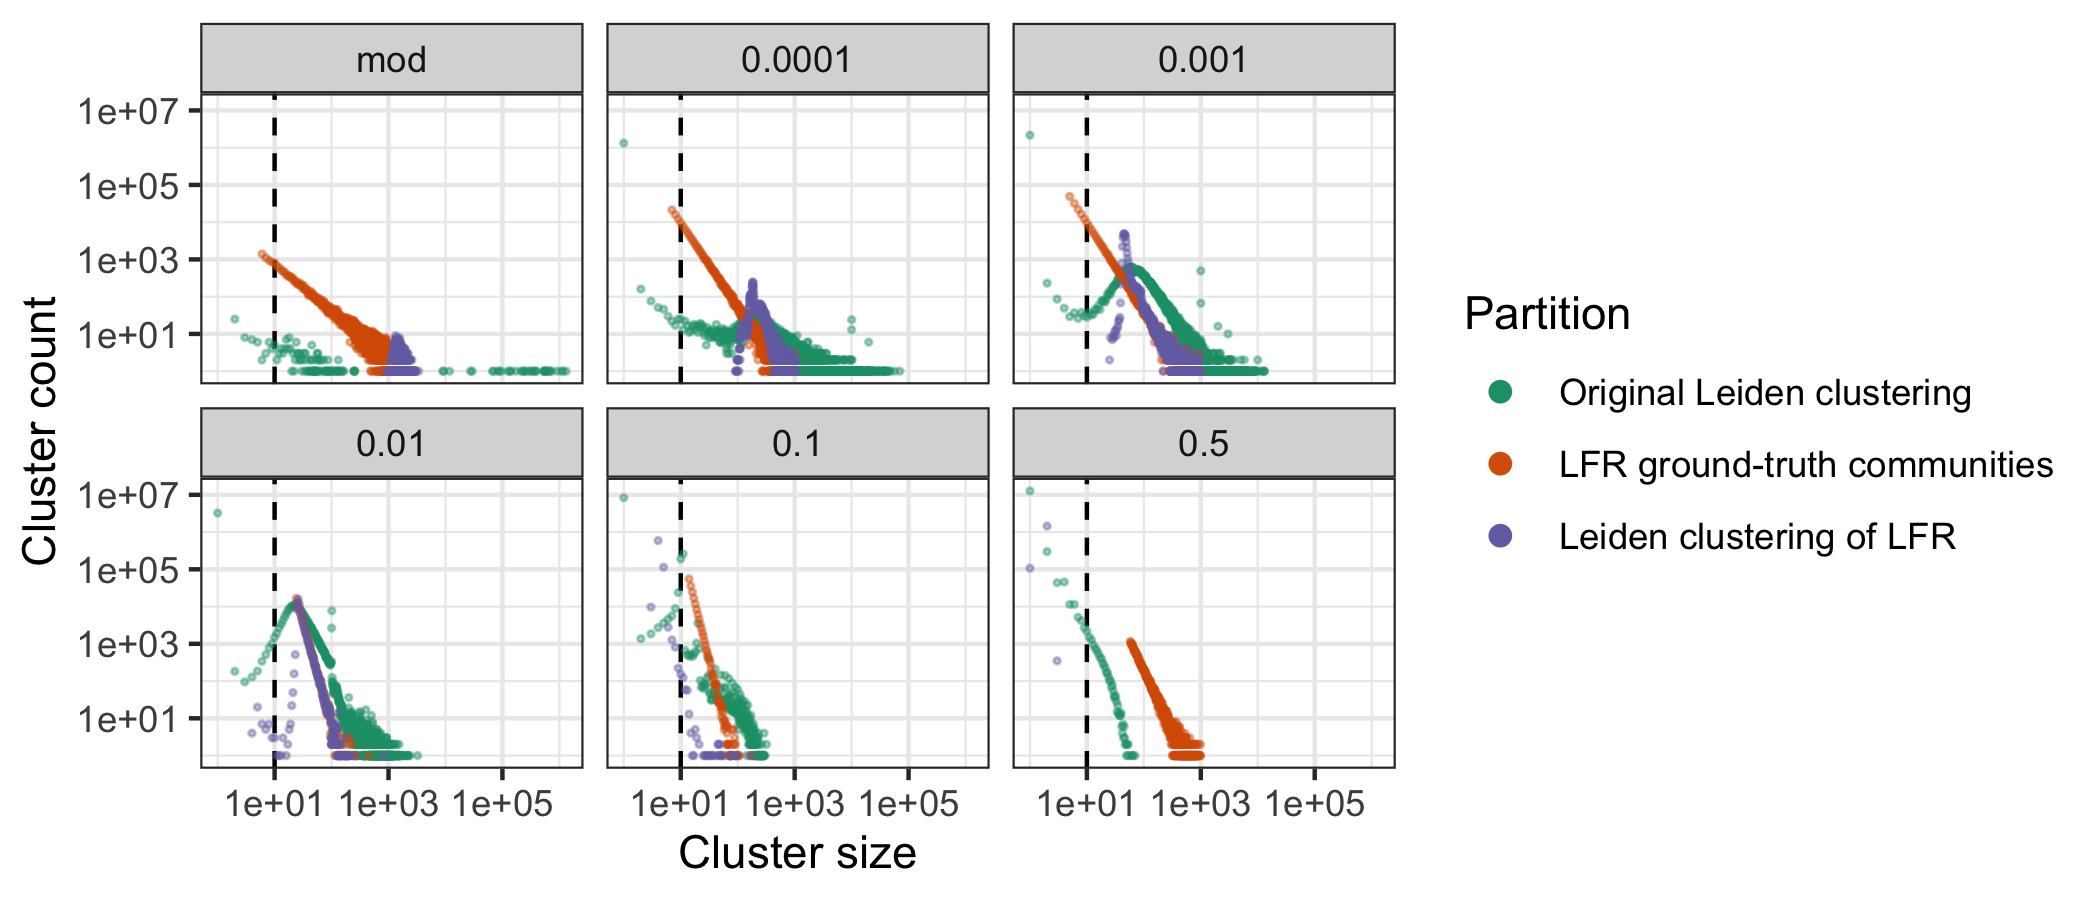 mod
0.0001
0.001
1e+07
1e+05
1e+03
1e+01
0.01
0.1
0.5
1e+07
1e+05
1e+03
1e+01
1e+01 1e+03 1e+05
1e+01 1e+03 1e+05
1e+01 1e+03 1e+05
Cluster size
Cluster count
Partition
Original Leiden clustering
LFR ground-truth communities
Leiden clustering of LFR